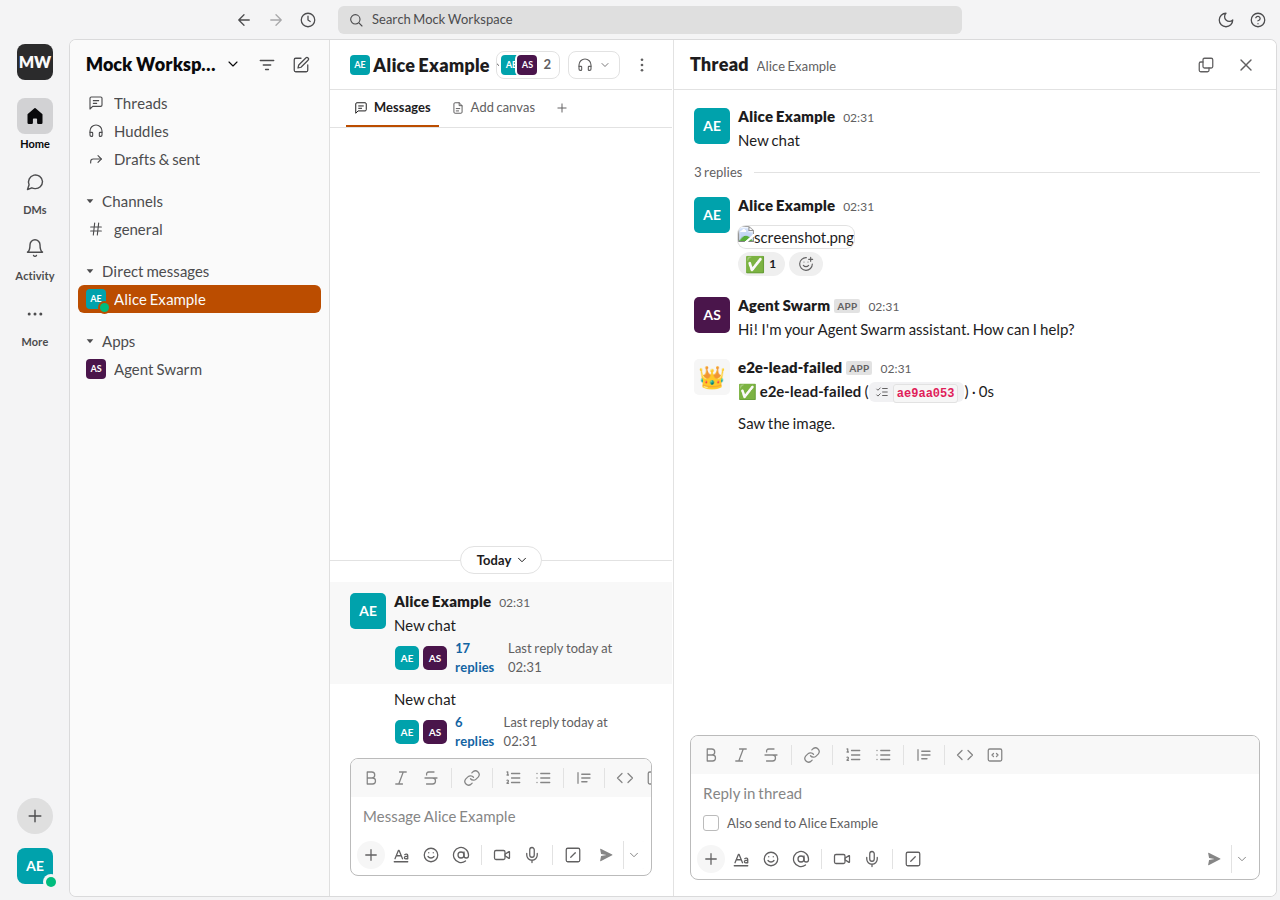 Search Mock Workspace
MW
Home
DMs
Activity
More
AE
Mock Worksp...
Threads
Huddles
Drafts & sent
Channels
general
Direct messages
AE Alice Example
Apps
AS Agent Swarm
AE Alice Example
AE AS 2
Messages
Add canvas
Today
AE
Alice Example 02:31
New chat
AE AS 17 replies Last reply today at 02:31
New chat
AE AS 6 replies Last reply today at 02:31
Message Alice Example
Thread Alice Example
AE
Alice Example 02:31
New chat
3 replies
AE
Alice Example 02:31
screenshot.png
✅ 1
AS
Agent Swarm APP 02:31
Hi! I'm your Agent Swarm assistant. How can I help?
e2e-lead-failed APP 02:31
✅ e2e-lead-failed ( ae9aa053 ) · 0s
Saw the image.
Reply in thread
Also send to Alice Example